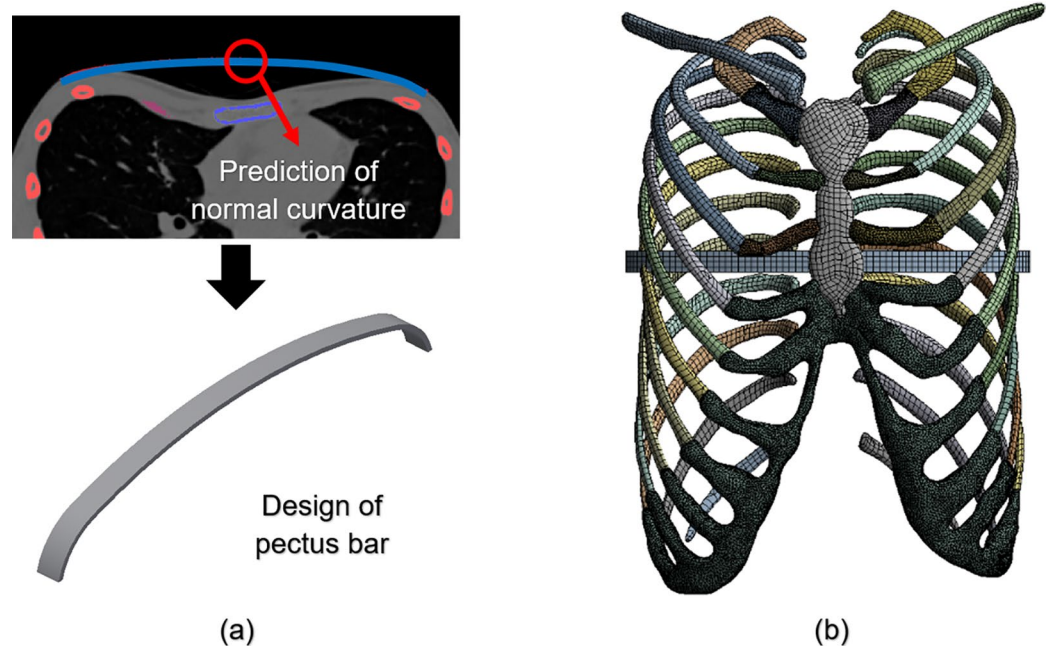 Prediction of
normal curvature
Design of
pectus bar
(a)
(b)